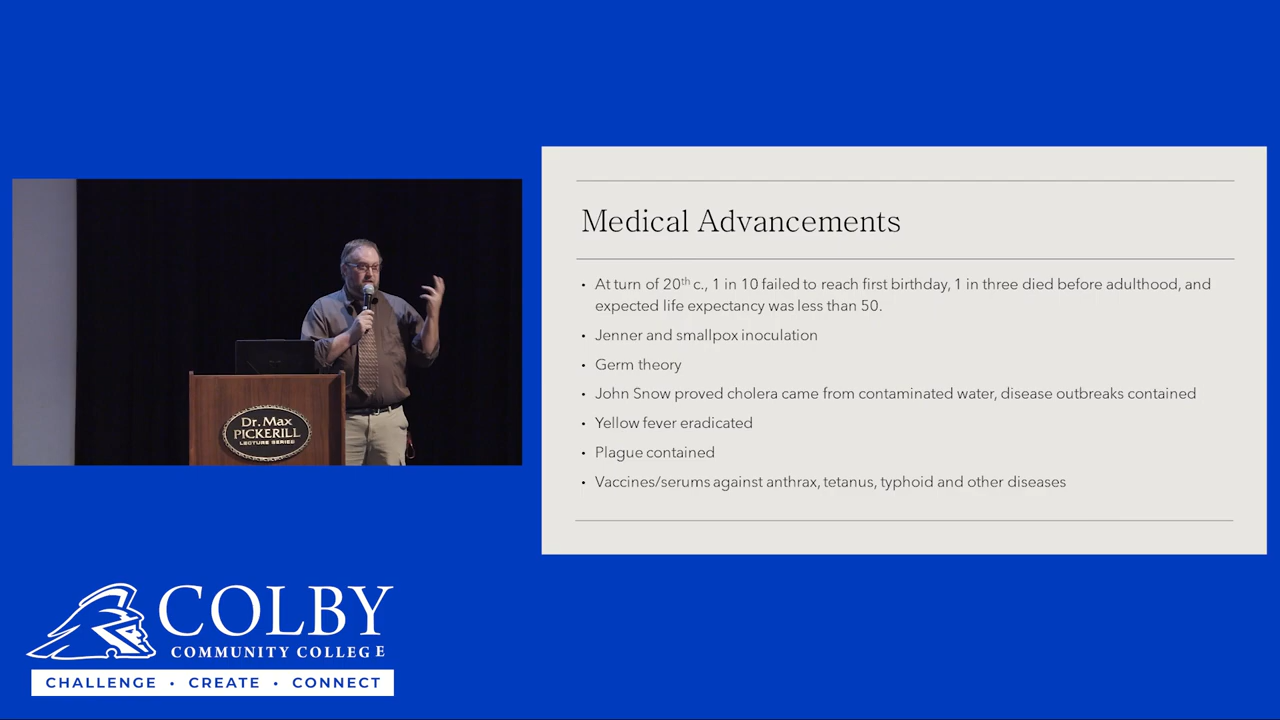 Medical Advancements
• At turn of 20th c., 1 in 10 failed to reach first birthday, 1 in three died before adulthood, and
expected life expectancy was less than 50.
• Jenner and smallpox inoculation
• Germ theory
• John Snow proved cholera came from contaminated water, disease outbreaks contained
• Yellow fever eradicated
• Plague contained
• Vaccines/serums against anthrax, tetanus, typhoid and other diseases
Dr. Max
PICKERILL
LECTURE SERIES
COLBY
COMMUNITY COLLEGE
CHALLENGE • CREATE • CONNECT